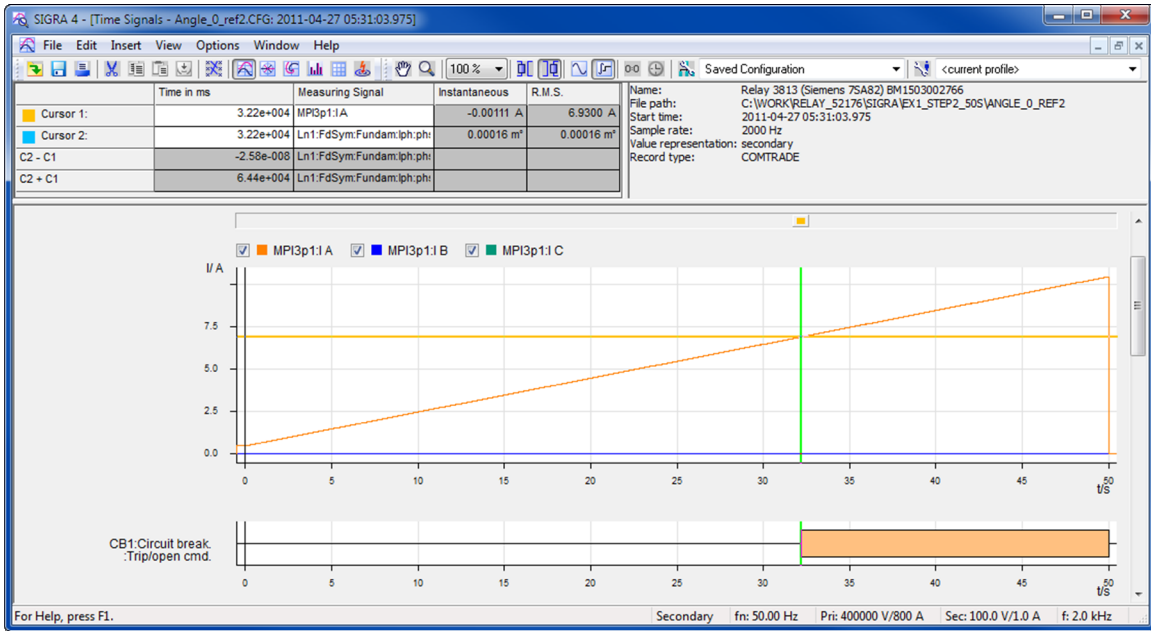 SIGRA 4 - [Time Signals - Angle_0_ref2.CFG: 2011-04-27 05:31:03.975]
File Edit Insert View Options Window Help
100 % Saved Configuration <current profile>
Time in ms Measuring Signal Instantaneous R.M.S.
Cursor 1: 3.22e+004 MPI3p1:I A -0.00111 A 6.9300 A
Cursor 2: 3.22e+004 Ln1:FdSym:Fundam:Iph:ph: 0.00016 m° 0.00016 m°
C2 - C1 -2.58e-008 Ln1:FdSym:Fundam:Iph:ph:
C2 + C1 6.44e+004 Ln1:FdSym:Fundam:Iph:ph:
Name: Relay 3813 (Siemens 7SA82) BM1503002766
File path: C:\WORK\RELAY_52176\SIGRA\EX1_STEP2_50S\ANGLE_0_REF2
Start time: 2011-04-27 05:31:03.975
Sample rate: 2000 Hz
Value representation: secondary
Record type: COMTRADE
MPI3p1:I A MPI3p1:I B MPI3p1:I C
I/ A
7.5
5.0
2.5
0.0
0 5 10 15 20 25 30 35 40 45 50
t/s
CB1:Circuit break.
:Trip/open cmd.
0 5 10 15 20 25 30 35 40 45 50
t/s
For Help, press F1. Secondary fn: 50.00 Hz Pri: 400000 V/800 A Sec: 100.0 V/1.0 A f: 2.0 kHz